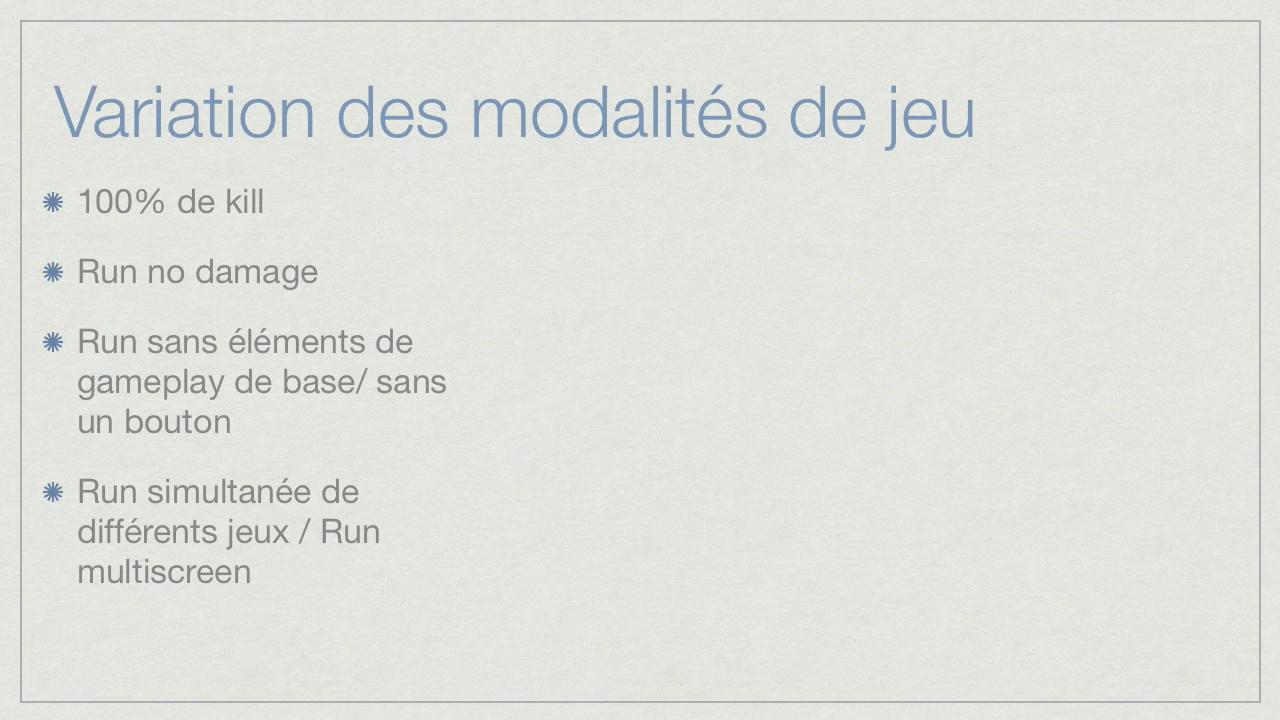 Variation des modalités de jeu
100% de kill
Run no damage
Run sans éléments de
gameplay de base/ sans
un bouton
Run simultanée de
différents jeux / Run
multiscreen